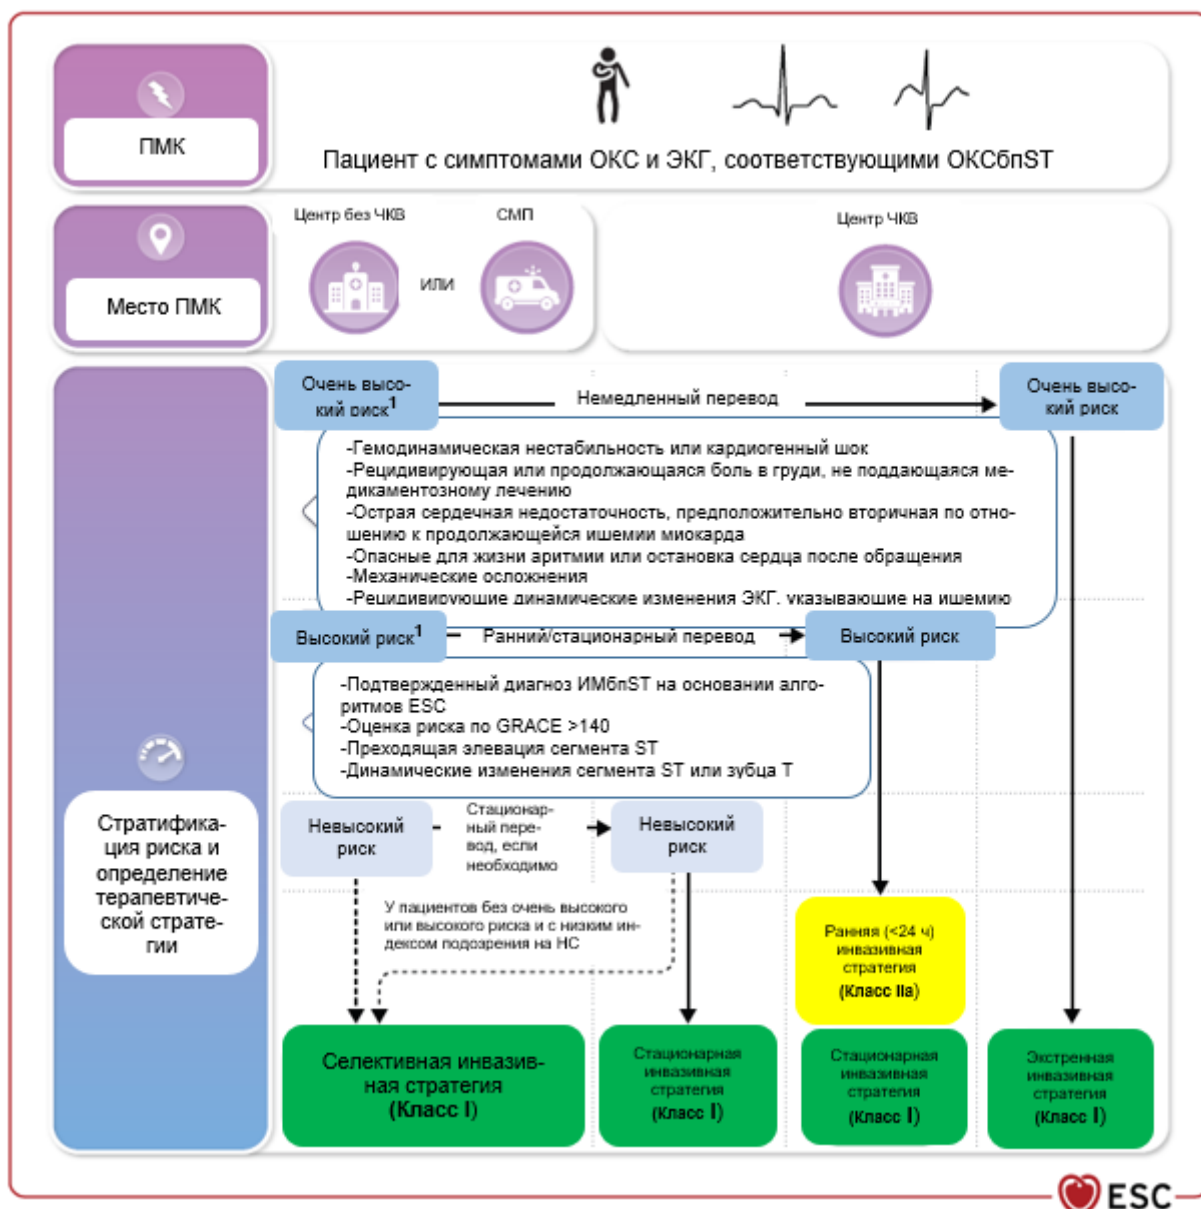 ПМК
Пациент с симптомами ОКС и ЭКГ, соответствующими ОКСбпST
Место ПМК
Центр без ЧКВ
ИЛИ
СМП
Центр ЧКВ
Стратифика-
ция риска и
определение
терапевтиче-
ской страте-
гии
Очень высо-
кий риск1
Немедленный перевод
Очень высо-
кий риск
-Гемодинамическая нестабильность или кардиогенный шок
-Рецидивирующая или продолжающаяся боль в груди, не поддающаяся ме-
дикаментозному лечению
-Острая сердечная недостаточность, предположительно вторичная по отно-
шению к продолжающейся ишемии миокарда
-Опасные для жизни аритмии или остановка сердца после обращения
-Механические осложнения
-Рецидивирующие динамические изменения ЭКГ, указывающие на ишемию
Высокий риск1
Ранний/стационарный перевод
Высокий риск
-Подтвержденный диагноз ИМбпST на основании алго-
ритмов ESC
-Оценка риска по GRACE >140
-Преходящая элевация сегмента ST
-Динамические изменения сегмента ST или зубца T
Невысокий
риск
Стационар-
ный пере-
вод, если
необходимо
Невысокий
риск
У пациентов без очень высокого
или высокого риска и с низким ин-
дексом подозрения на НС
Ранняя (<24 ч)
инвазивная
стратегия
(Класс IIa)
Селективная инвазив-
ная стратегия
(Класс I)
Стационарная
инвазивная
стратегия
(Класс I)
Стационарная
инвазивная
стратегия
(Класс I)
Экстренная
инвазивная
стратегия
(Класс I)
ESC